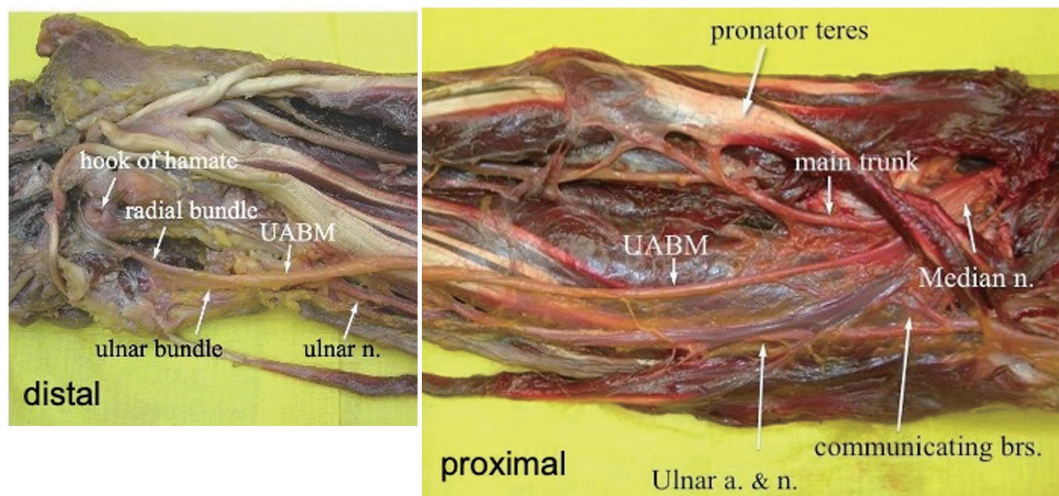 hook of hamate
radial bundle
UABM
ulnar bundle
ulnar n.
distal
pronator teres
main trunk
UABM
Median n.
communicating brs.
Ulnar a. & n.
proximal